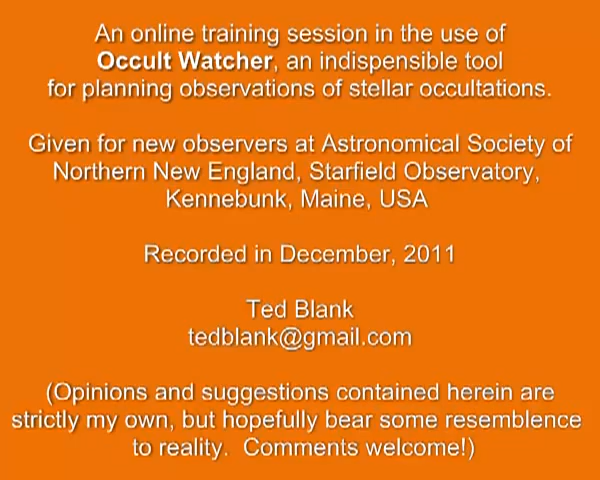 An online training session in the use of
Occult Watcher, an indispensible tool
for planning observations of stellar occultations.
Given for new observers at Astronomical Society of
Northern New England, Starfield Observatory,
Kennebunk, Maine, USA
Recorded in December, 2011
Ted Blank
tedblank@gmail.com
(Opinions and suggestions contained herein are
strictly my own, but hopefully bear some resemblence
to reality.  Comments welcome!)